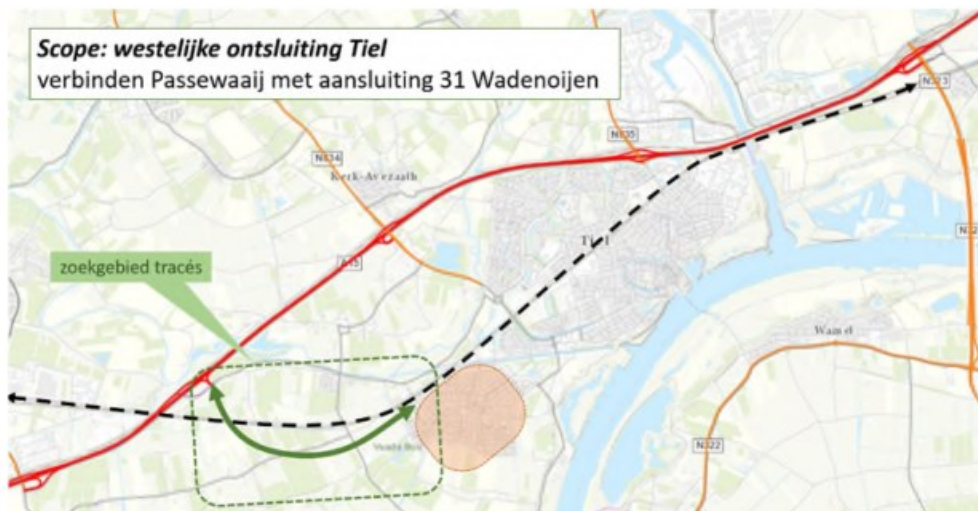 Scope: westelijke ontsluiting Tiel
verbinden Passewaaij met aansluiting 31 Wadenoijen
N323
N835
N834
Kerk-Avezaath
Tiel
A15
zoekgebied tracés
Wamel
N322